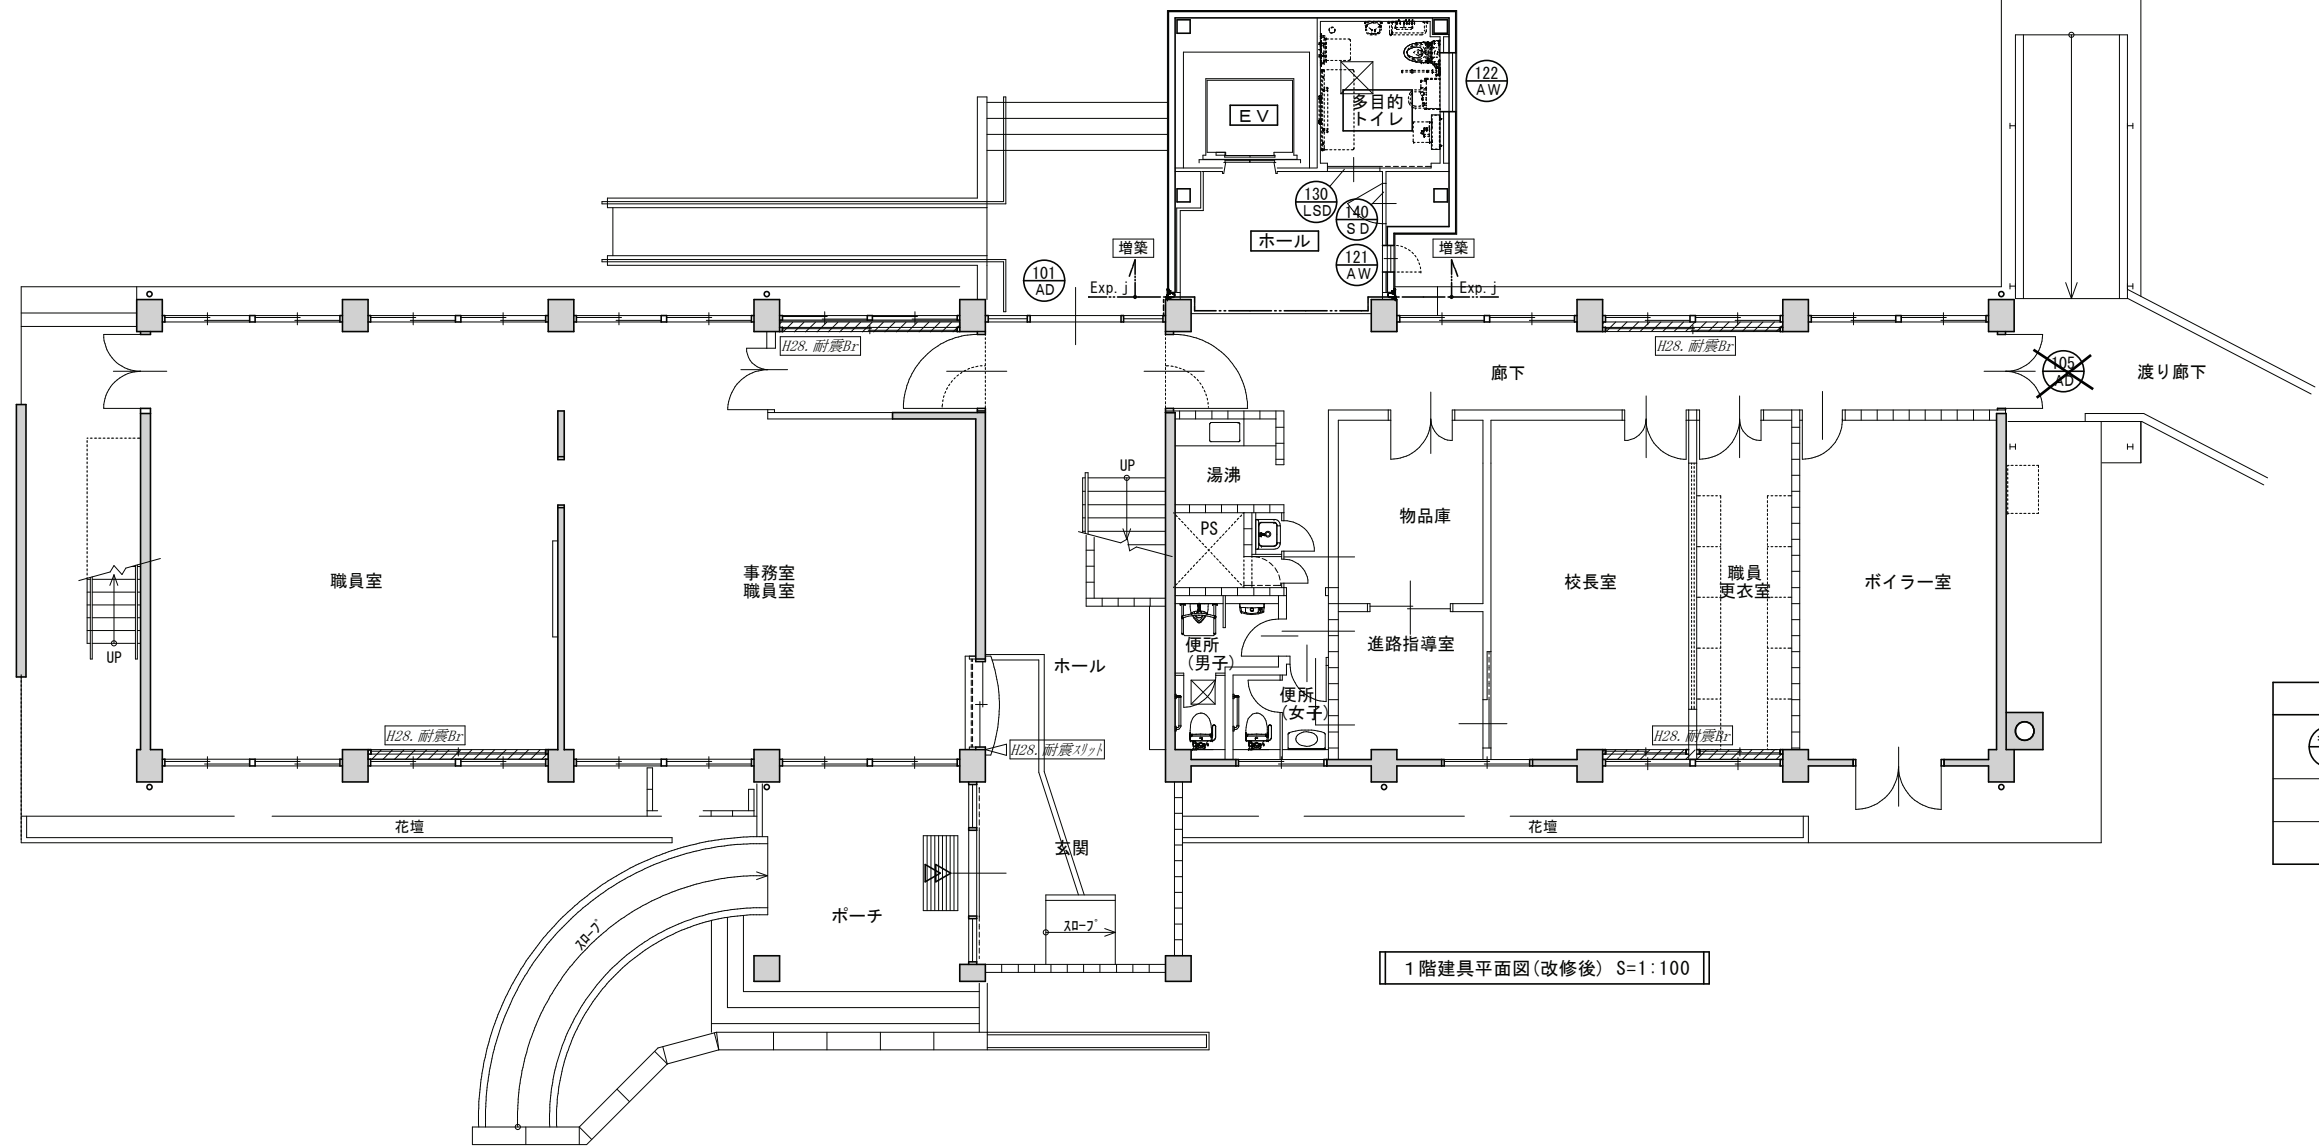 122
AW
EV
多目的
トイレ
130
LSD
140
SD
ホール
121
AW
増築
増築
101
AD
Exp.j
Exp.j
H28.耐震Br
H28.耐震Br
廊下
105
AD
渡り廊下
UP
湯沸
PS
物品庫
職員室
事務室
職員室
校長室
職員
更衣室
ボイラー室
UP
ホール
便所
(男子)
進路指導室
便所
(女子)
H28.耐震Br
H28.耐震スリット
H28.耐震Br
花壇
花壇
玄関
ポーチ
スロープ
スロープ
1階建具平面図(改修後) S=1:100